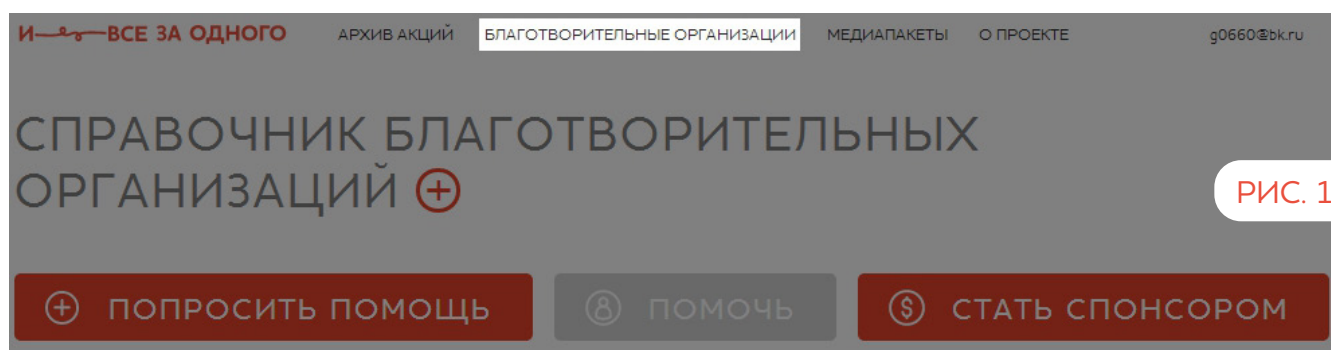 И ВСЕ ЗА ОДНОГО АРХИВ АКЦИЙ БЛАГОТВОРИТЕЛЬНЫЕ ОРГАНИЗАЦИИ МЕДИАПАКЕТЫ О ПРОЕКТЕ g0660@bk.ru
СПРАВОЧНИК БЛАГОТВОРИТЕЛЬНЫХ
ОРГАНИЗАЦИЙ
РИС. 1
ПОПРОСИТЬ ПОМОЩЬ ПОМОЧЬ СТАТЬ СПОНСОРОМ